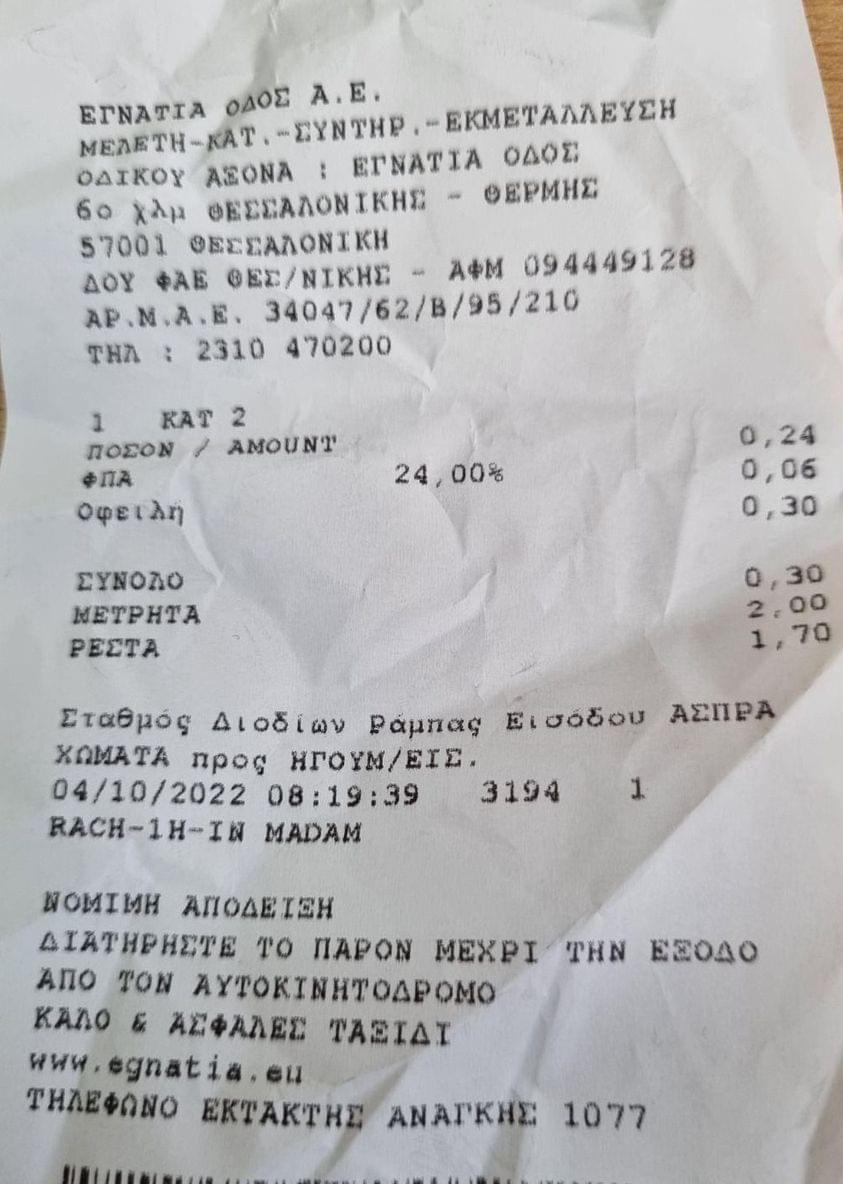 ΕΓΝΑΤΙΑ ΟΔΟΣ Α.Ε.
ΜΕΛΕΤΗ-ΚΑΤ.-ΣΥΝΤΗΡ.-ΕΚΜΕΤΑΛΛΕΥΣΗ
ΟΔΙΚΟΥ ΑΞΟΝΑ : ΕΓΝΑΤΙΑ ΟΔΟΣ
6ο χλμ ΘΕΣΣΑΛΟΝΙΚΗΣ - ΘΕΡΜΗΣ
57001 ΘΕΣΣΑΛΟΝΙΚΗ
ΔΟΥ ΦΑΕ ΘΕΣ/ΝΙΚΗΣ - ΑΦΜ 094449128
ΑΡ.Μ.Α.Ε. 34047/62/Β/95/210
ΤΗΛ : 2310 470200
1 ΚΑΤ 2
ΠΟΣΟΝ / AMOUNT 0,24
ΦΠΑ 24,00% 0,06
Οφειλή 0,30
ΣΥΝΟΛΟ 0,30
ΜΕΤΡΗΤΑ 2,00
ΡΕΣΤΑ 1,70
Σταθμός Διοδίων Ράμπας Εισόδου ΑΣΠΡΑ
ΧΩΜΑΤΑ προς ΗΓΟΥΜ/ΕΙΣ.
04/10/2022 08:19:39 3194 1
RACH-1H-IN MADAM
ΝΟΜΙΜΗ ΑΠΟΔΕΙΞΗ
ΔΙΑΤΗΡΗΣΤΕ ΤΟ ΠΑΡΟΝ ΜΕΧΡΙ ΤΗΝ ΕΞΟΔΟ
ΑΠΟ ΤΟΝ ΑΥΤΟΚΙΝΗΤΟΔΡΟΜΟ
ΚΑΛΟ & ΑΣΦΑΛΕΣ ΤΑΞΙΔΙ
www.egnatia.eu
ΤΗΛΕΦΩΝΟ ΕΚΤΑΚΤΗΣ ΑΝΑΓΚΗΣ 1077